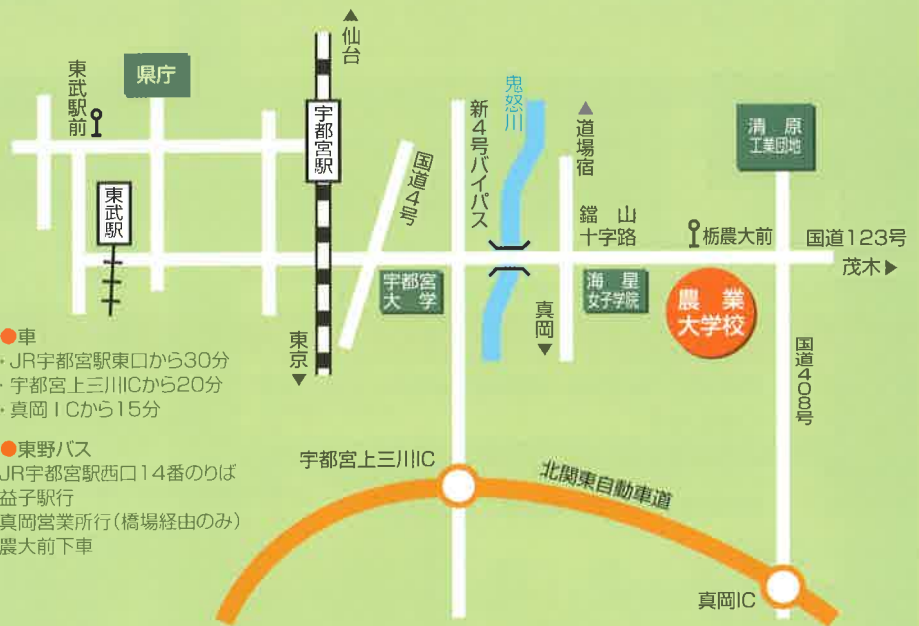 ▲仙台
東武駅前
県庁
宇都宮駅
東武駅
国道4号
新4号バイパス
鬼怒川
▲道場宿
清原
工業団地
鐺山
十字路
栃農大前
国道123号
茂木▶
宇都宮
大学
海星
女子学院
農業
大学校
東京▼
真岡▼
国道408号
●車
・JR宇都宮駅東口から30分
・宇都宮上三川ICから20分
・真岡ICから15分
●東野バス
JR宇都宮駅西口14番のりば
益子駅行
真岡営業所行(橋場経由のみ)
農大前下車
宇都宮上三川IC
北関東自動車道
真岡IC